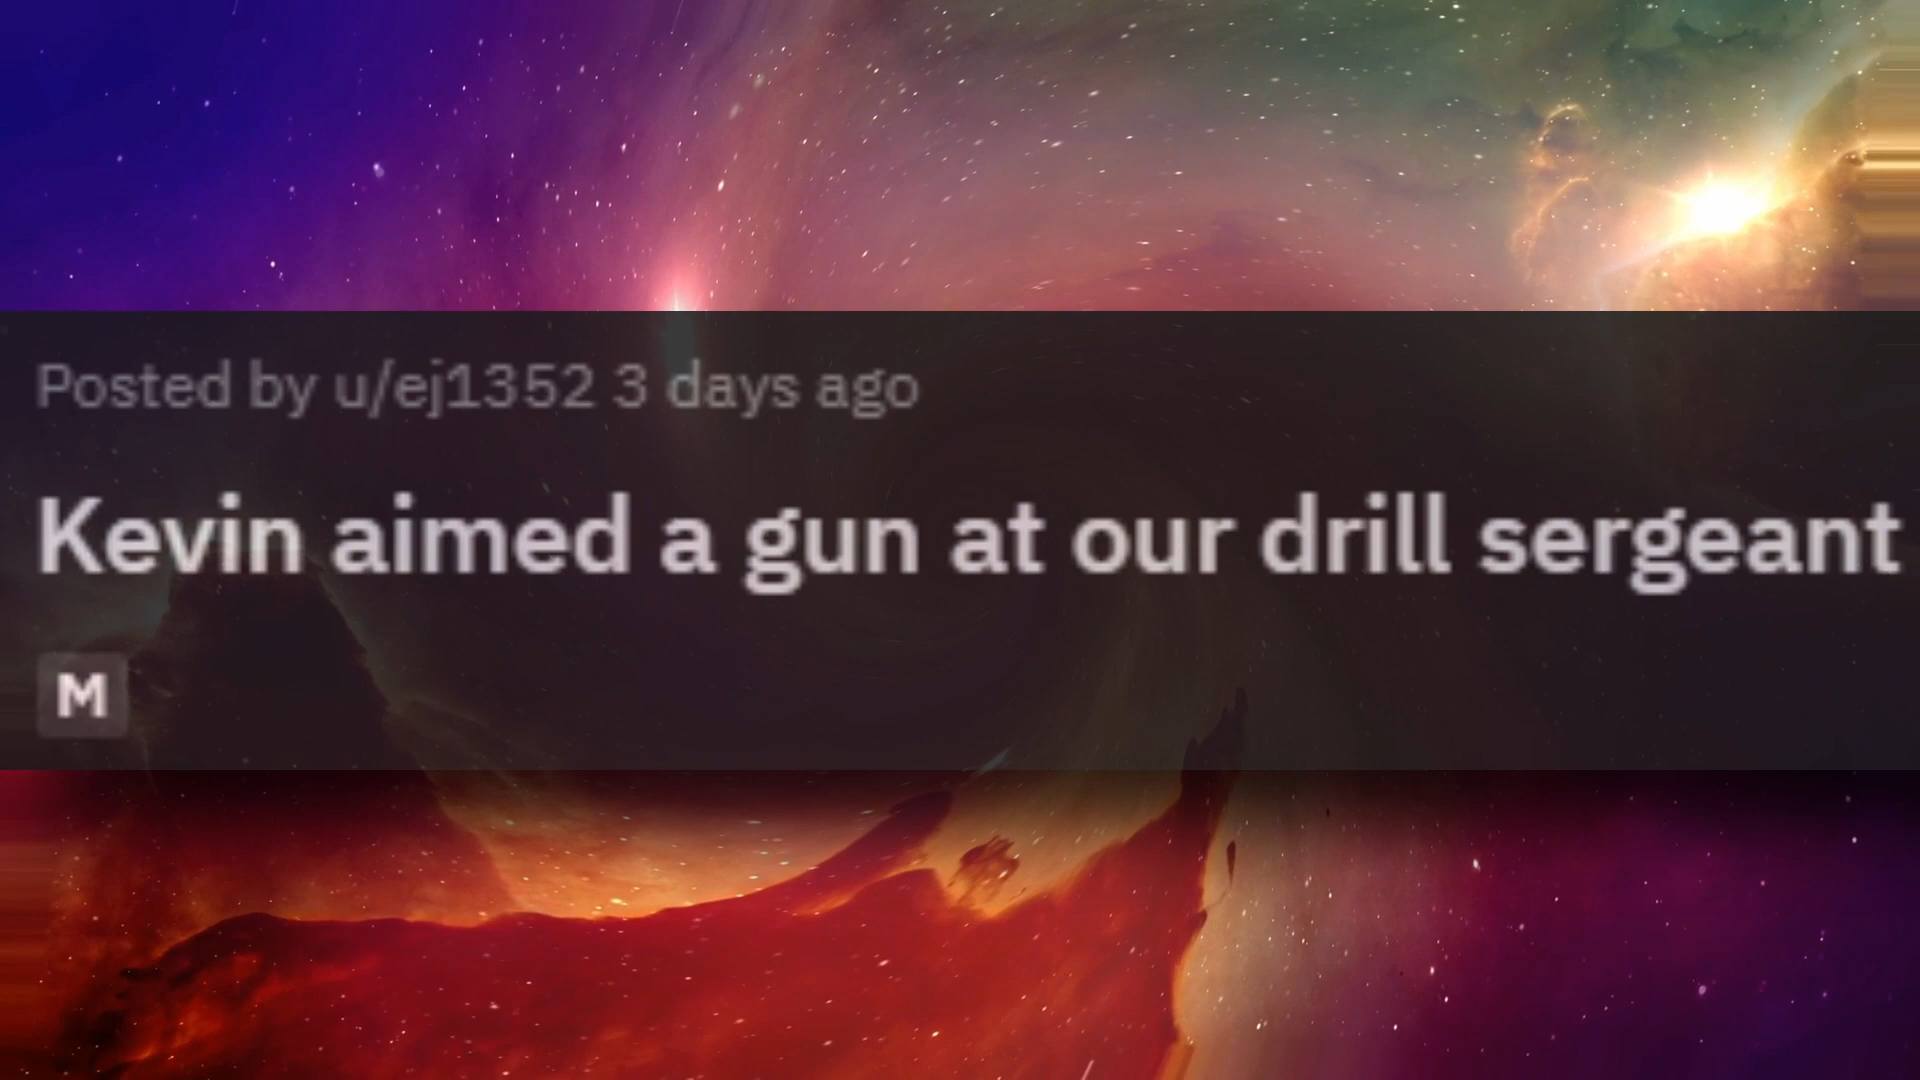 Posted by u/ej1352 3 days ago
Kevin aimed a gun at our drill sergeant
M